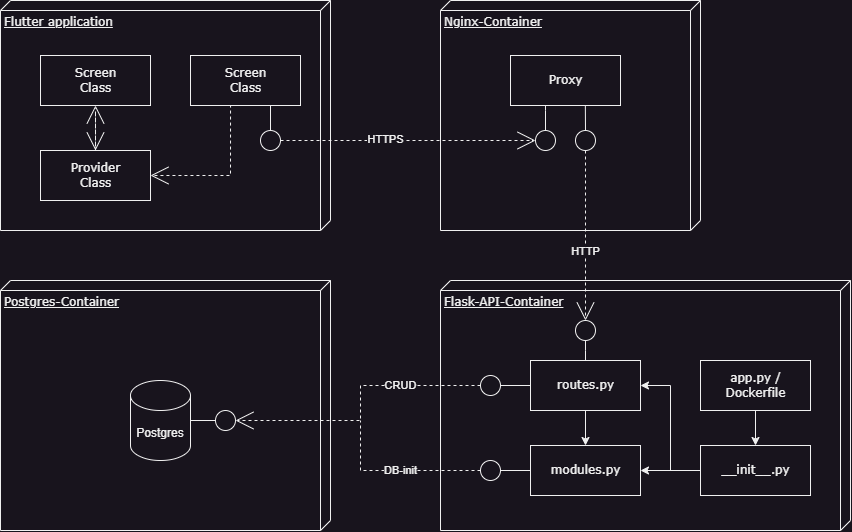 Flutter application
Screen
Class
Screen
Class
Provider
Class
HTTPS
Nginx-Container
Proxy
HTTP
Postgres-Container
Postgres
CRUD
DB-init
Flask-API-Container
routes.py
app.py /
Dockerfile
modules.py
__init__.py